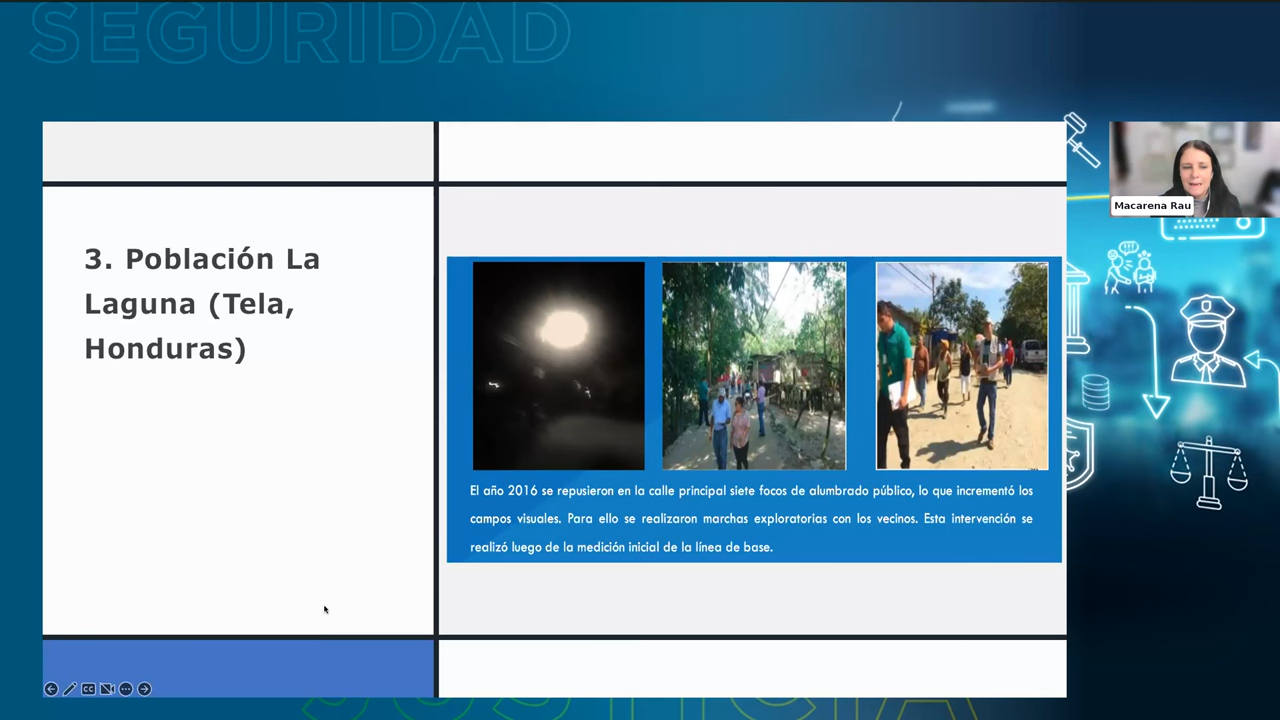 SEGURIDAD
Macarena Rau
3. Población La
Laguna (Tela,
Honduras)
El año 2016 se repusieron en la calle principal siete focos de alumbrado público, lo que incrementó los
campos visuales. Para ello se realizaron marchas exploratorias con los vecinos. Esta intervención se
realizó luego de la medición inicial de la línea de base.
CC
JUSTICIA